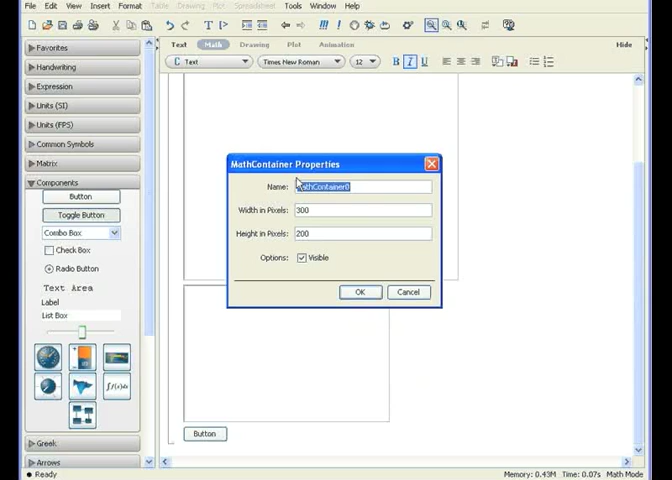 File Edit View Insert Format Table Drawing Plot Spreadsheet Tools Window Help
Text Math Drawing Plot Animation Hide
C Text Times New Roman 12 B I U
Favorites
Handwriting
Expression
Units (SI)
Units (FPS)
Common Symbols
Matrix
Components
Button
Toggle Button
Combo Box
Check Box
Radio Button
Text Area
Label
List Box
∫f(x)dx
Greek
Arrows
MathContainer Properties
Name: MathContainer0
Width in Pixels: 300
Height in Pixels: 200
Options: Visible
OK Cancel
Button
Ready Memory: 0.43M Time: 0.07s Math Mode